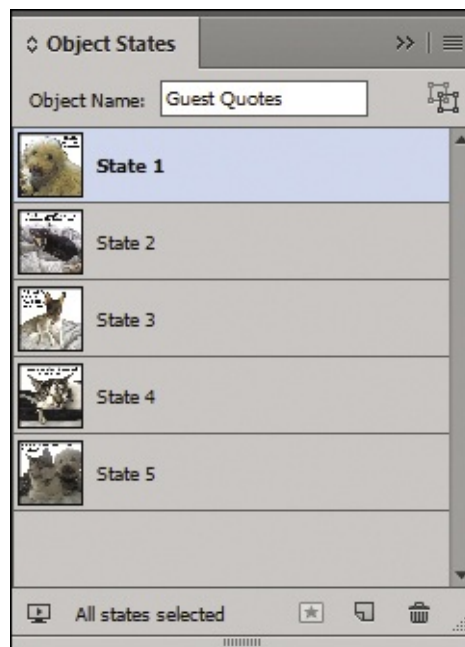 Object States
Object Name: Guest Quotes
State 1
State 2
State 3
State 4
State 5
All states selected